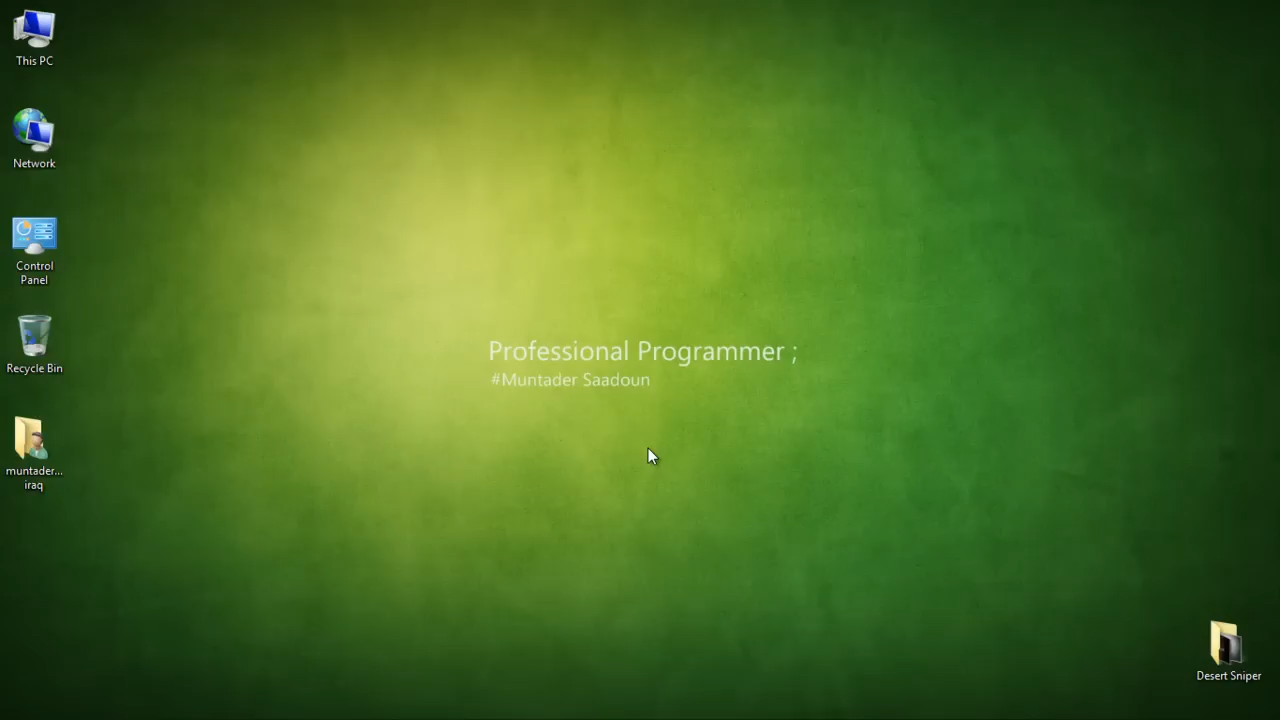 This PC
Network
Control
Panel
Recycle Bin
muntader...
iraq
Professional Programmer ;
#Muntader Saadoun
Desert Sniper